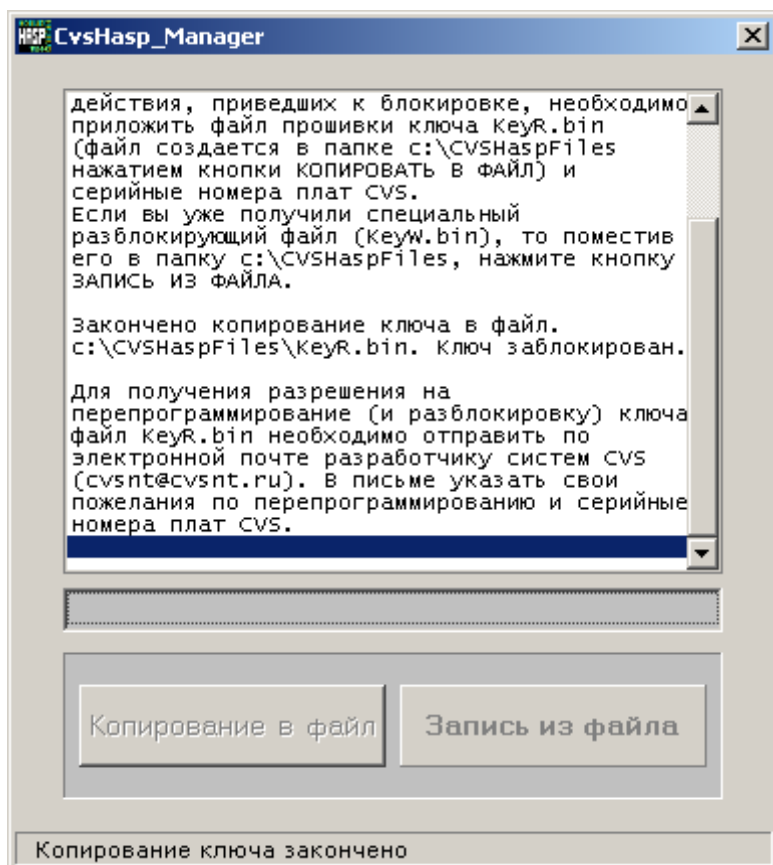 CvsHasp_Manager
действия, приведших к блокировке, необходимо
приложить файл прошивки ключа KeyR.bin
(файл создается в папке c:\CVSHaspFiles
нажатием кнопки КОПИРОВАТЬ В ФАЙЛ) и
серийные номера плат CVS.
Если вы уже получили специальный
разблокирующий файл (KeyW.bin), то поместив
его в папку c:\CVSHaspFiles, нажмите кнопку
ЗАПИСЬ ИЗ ФАЙЛА.
Закончено копирование ключа в файл.
c:\CVSHaspFiles\KeyR.bin. Ключ заблокирован.
Для получения разрешения на
перепрограммирование (и разблокировку) ключа
файл KeyR.bin необходимо отправить по
электронной почте разработчику систем CVS
(cvsnt@cvsnt.ru). В письме указать свои
пожелания по перепрограммированию и серийные
номера плат CVS.
Копирование в файл
Запись из файла
Копирование ключа закончено